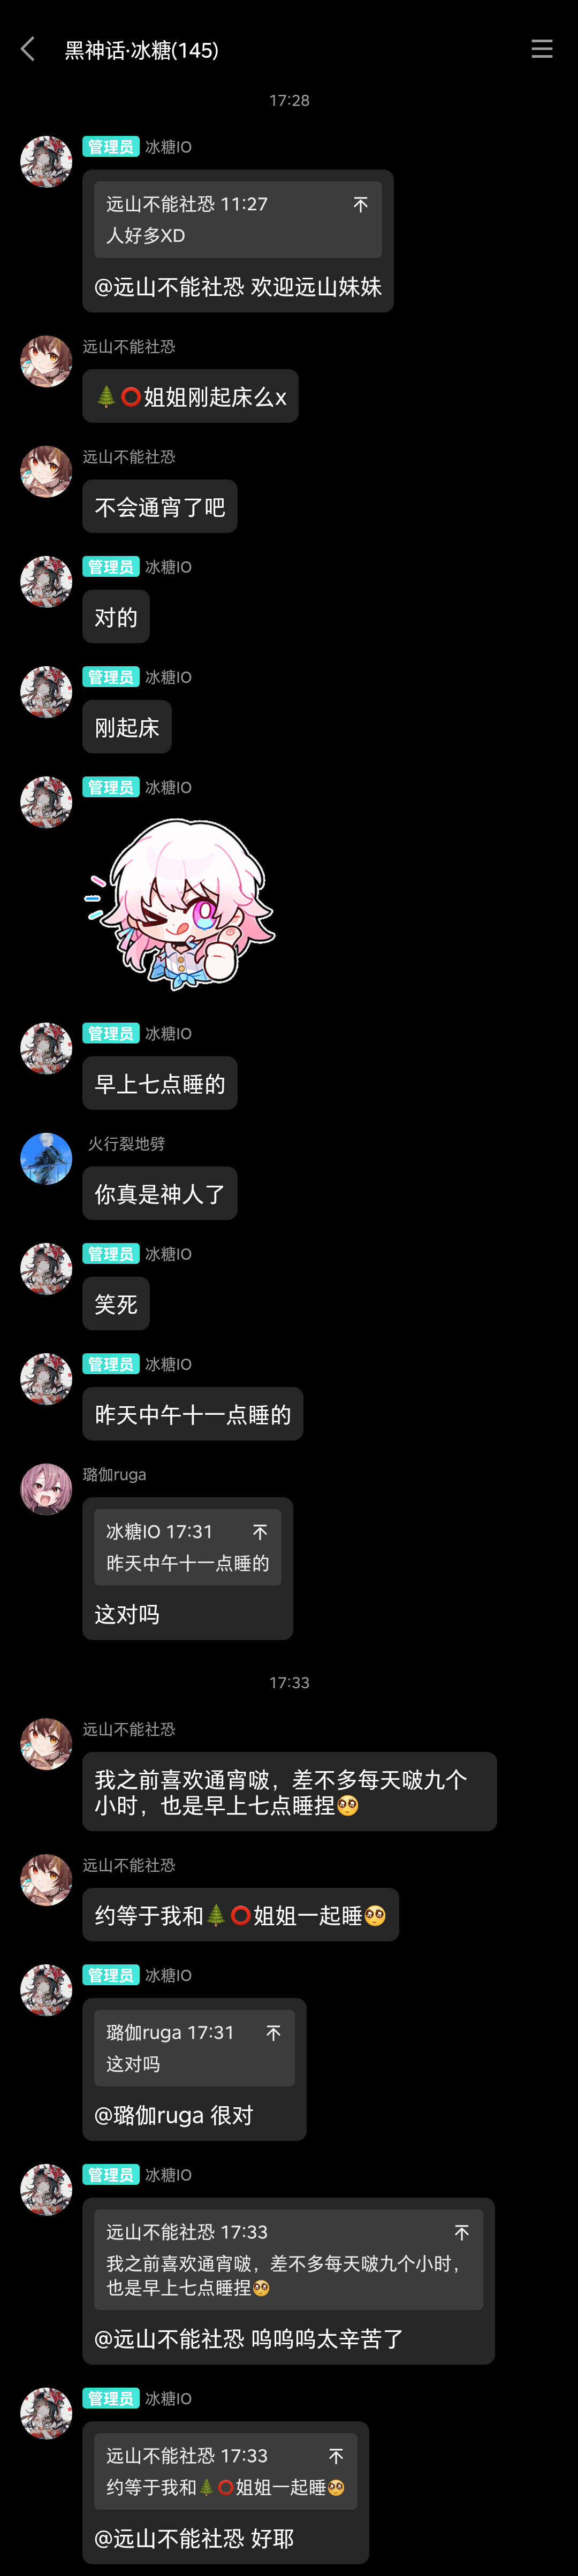 黑神话·冰糖(145)
17:28
管理员 冰糖IO
远山不能社恐 11:27
人好多XD
@远山不能社恐 欢迎远山妹妹
远山不能社恐
🌲⭕姐姐刚起床么x
远山不能社恐
不会通宵了吧
管理员 冰糖IO
对的
管理员 冰糖IO
刚起床
管理员 冰糖IO
管理员 冰糖IO
早上七点睡的
火行裂地劈
你真是神人了
管理员 冰糖IO
笑死
管理员 冰糖IO
昨天中午十一点睡的
璐伽ruga
冰糖IO 17:31
昨天中午十一点睡的
这对吗
17:33
远山不能社恐
我之前喜欢通宵啵，差不多每天啵九个
小时，也是早上七点睡捏🥺
远山不能社恐
约等于我和🌲⭕姐姐一起睡🥺
管理员 冰糖IO
璐伽ruga 17:31
这对吗
@璐伽ruga 很对
管理员 冰糖IO
远山不能社恐 17:33
我之前喜欢通宵啵，差不多每天啵九个小时，
也是早上七点睡捏🥺
@远山不能社恐 呜呜呜太辛苦了
管理员 冰糖IO
远山不能社恐 17:33
约等于我和🌲⭕姐姐一起睡🥺
@远山不能社恐 好耶